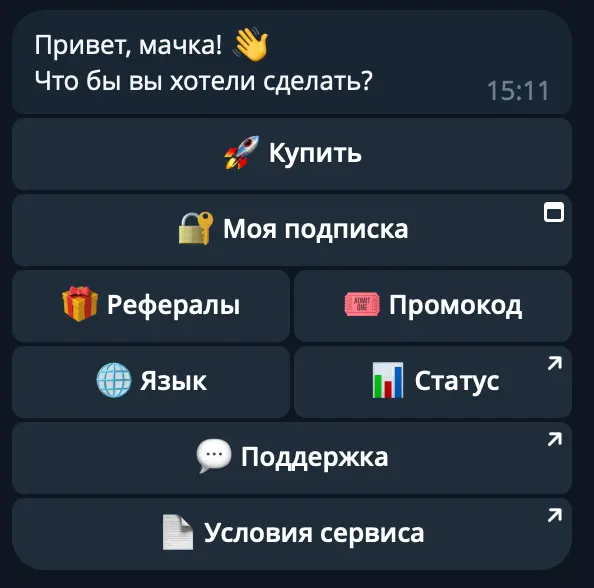 Привет, мачка! 👋
Что бы вы хотели сделать?
15:11
🚀 Купить
🔐 Моя подписка
🎁 Рефералы
🎟 Промокод
🌐 Язык
📊 Статус
💬 Поддержка
📄 Условия сервиса